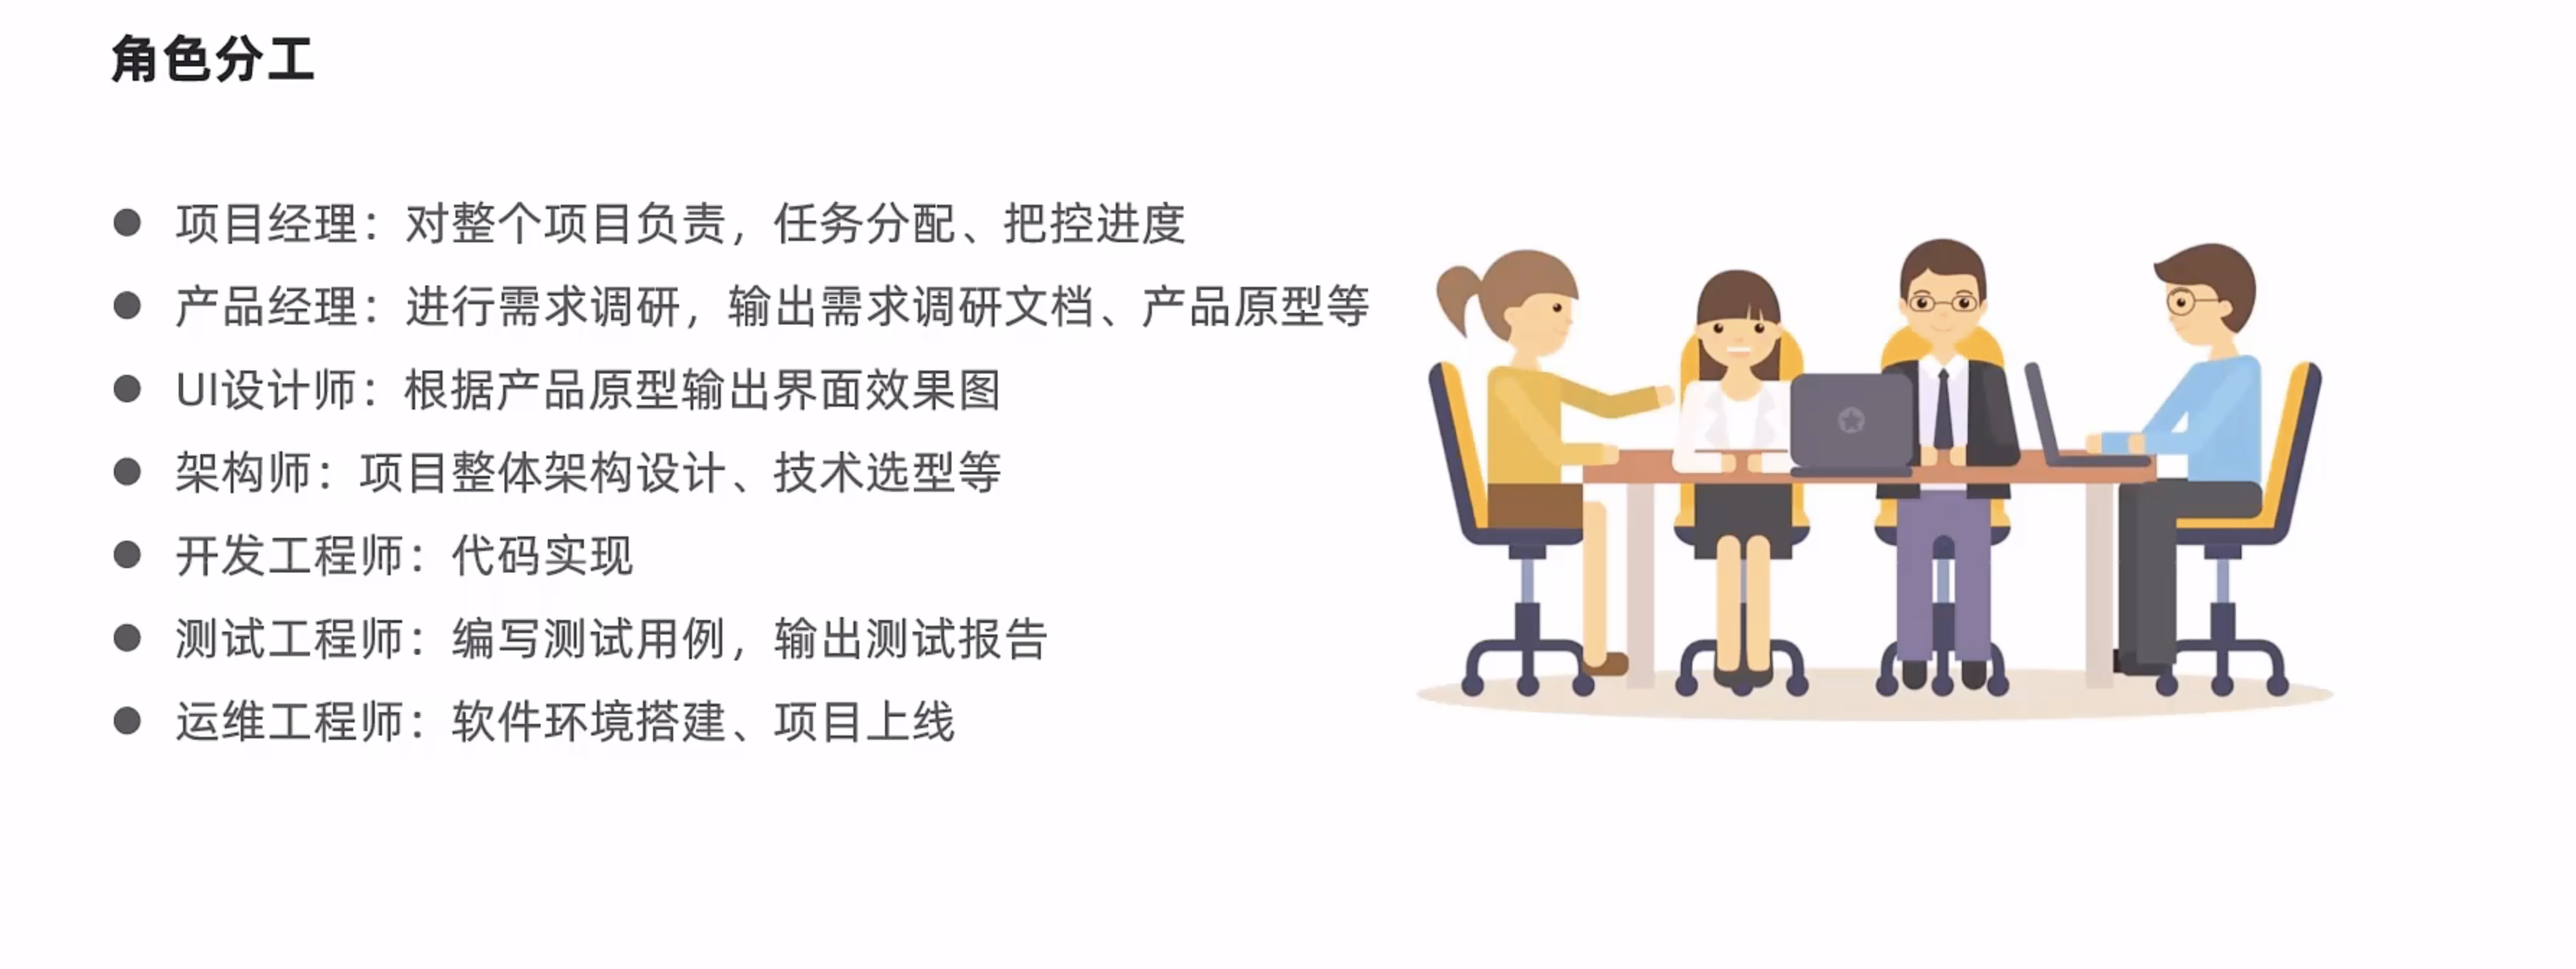 角色分工
● 项目经理：对整个项目负责，任务分配、把控进度
● 产品经理：进行需求调研，输出需求调研文档、产品原型等
● UI设计师：根据产品原型输出界面效果图
● 架构师：项目整体架构设计、技术选型等
● 开发工程师：代码实现
● 测试工程师：编写测试用例，输出测试报告
● 运维工程师：软件环境搭建、项目上线